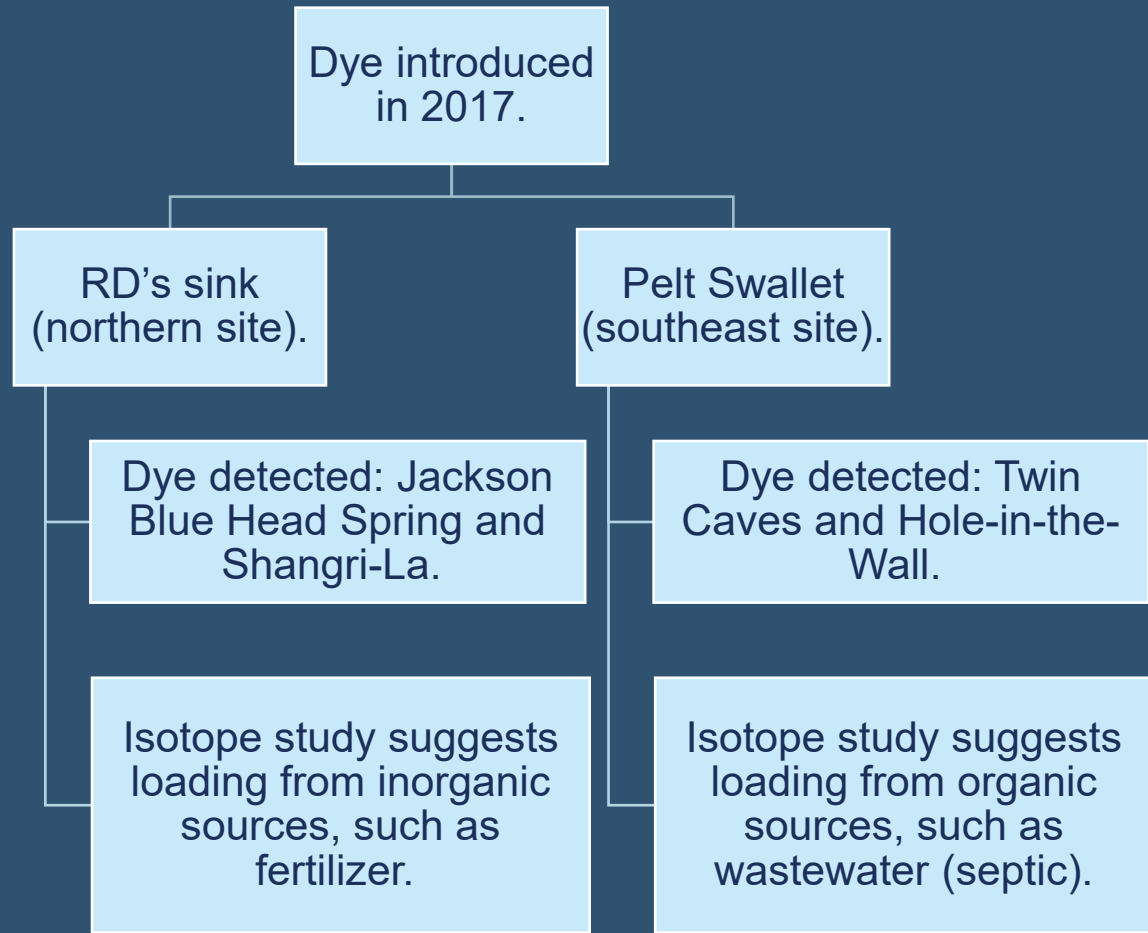 Dye introduced
in 2017.
RD’s sink
(northern site).
Dye detected: Jackson
Blue Head Spring and
Shangri-La.
Isotope study suggests
loading from inorganic
sources, such as
fertilizer.
Pelt Swallet
(southeast site).
Dye detected: Twin
Caves and Hole-in-the-
Wall.
Isotope study suggests
loading from organic
sources, such as
wastewater (septic).